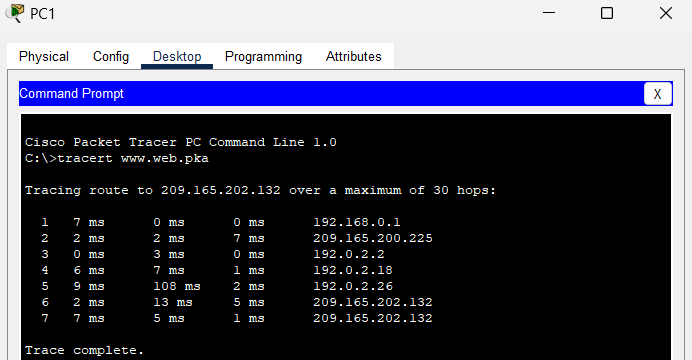 PC1
Physical Config Desktop Programming Attributes
Command Prompt X
Cisco Packet Tracer PC Command Line 1.0
C:\>tracert www.web.pka
Tracing route to 209.165.202.132 over a maximum of 30 hops:
1 7 ms 0 ms 0 ms 192.168.0.1
2 2 ms 2 ms 7 ms 209.165.200.225
3 0 ms 3 ms 0 ms 192.0.2.2
4 6 ms 7 ms 1 ms 192.0.2.18
5 9 ms 108 ms 2 ms 192.0.2.26
6 2 ms 13 ms 5 ms 209.165.202.132
7 7 ms 5 ms 1 ms 209.165.202.132
Trace complete.